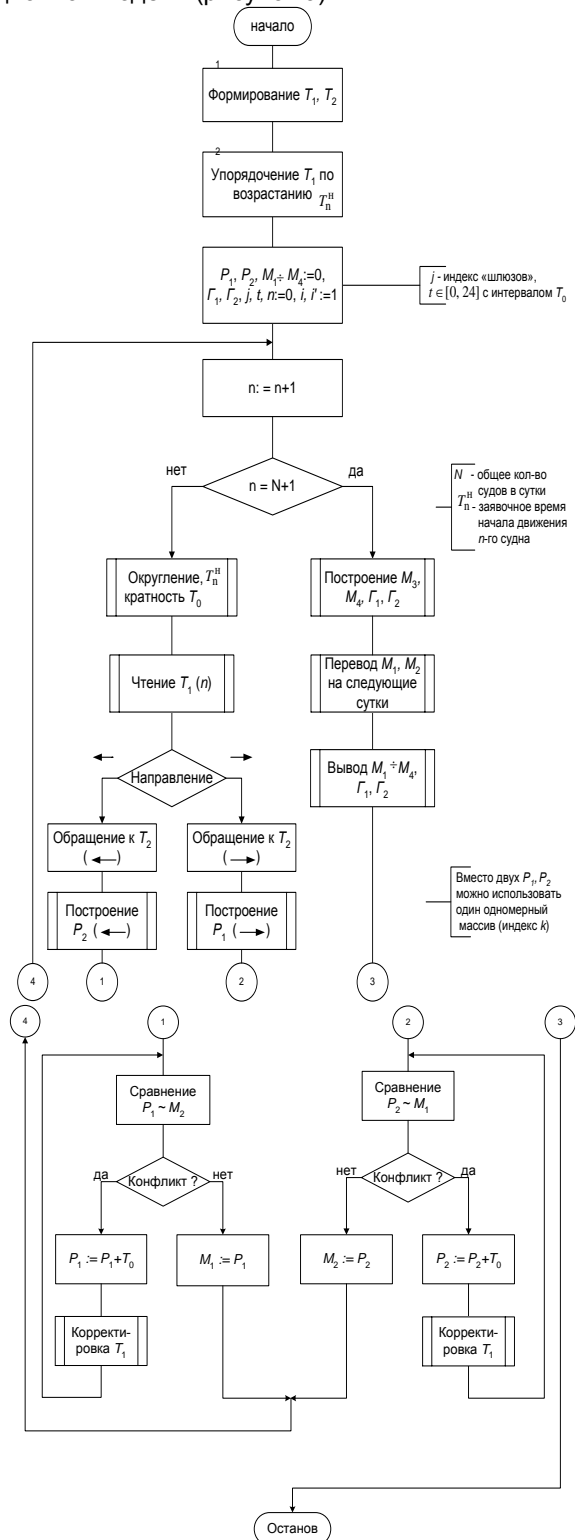 начало
1
Формирование T₁, T₂
2
Упорядочение T₁ по
возрастанию Tₙᴴ
P₁, P₂, M₁÷ M₄:=0,
Г₁, Г₂, j, t, n:=0, i, i' :=1
j - индекс «шлюзов»,
t ∈ [0, 24] с интервалом T₀
n: = n+1
нет
да
n = N+1
N - общее кол-во
судов в сутки
Tₙᴴ - заявочное время
начала движения
n-го судна
Округление, Tₙᴴ
кратность T₀
Построение M₃,
M₄, Г₁, Г₂
Чтение T₁ (n)
Перевод M₁, M₂
на следующие
сутки
Направление
Вывод M₁ ÷M₄,
Г₁, Г₂
Обращение к T₂
( ← )
Обращение к T₂
( → )
Построение
P₂ ( ← )
Построение
P₁ ( → )
Вместо двух P₁, P₂
можно использовать
один одномерный
массив (индекс k)
4
1
2
3
4
1
2
3
Сравнение
P₁ ~ M₂
Сравнение
P₂ ~ M₁
да
Конфликт ?
нет
нет
Конфликт ?
да
P₁ := P₁+T₀
M₁ := P₁
M₂ := P₂
P₂ := P₂+T₀
Корректи-
ровка T₁
Корректи-
ровка T₁
Останов